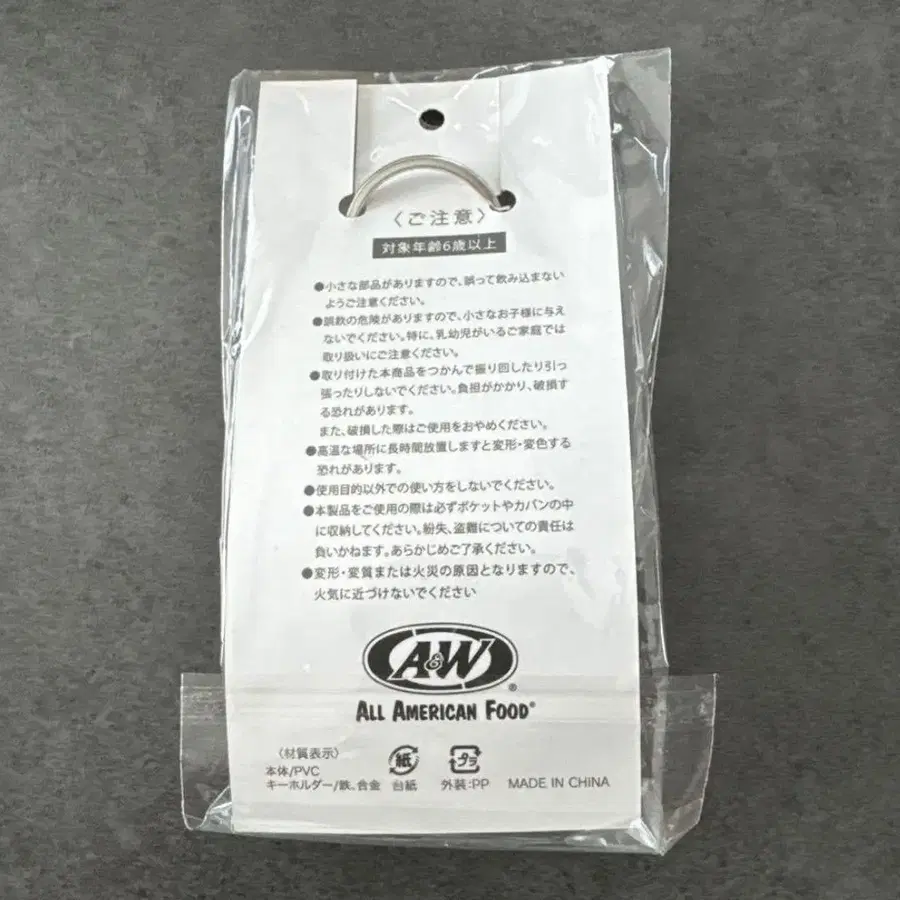 〈ご注意〉
対象年齢6歳以上
●小さな部品がありますので、誤って飲み込まない
ようご注意ください。
●誤飲の危険がありますので、小さなお子様に与え
ないでください。特に、乳幼児がいるご家庭では
取り扱いにご注意ください。
●取り付けた本商品をつかんで振り回したり引っ
張ったりしないでください。負担がかかり、破損す
る恐れがあります。
また、破損した際はご使用をおやめください。
●高温な場所に長時間放置しますと変形・変色する
恐れがあります。
●使用目的以外での使い方をしないでください。
●本製品をご使用の際は必ずポケットやカバンの中
に収納してください。紛失、盗難についての責任は
負いかねます。あらかじめご了承ください。
●変形・変質または火災の原因となりますので、
火気に近づけないでください
A&W®
ALL AMERICAN FOOD®
〈材質表示〉
本体/PVC
キーホルダー/鉄、合金
紙
台紙
プラ
外装:PP
MADE IN CHINA